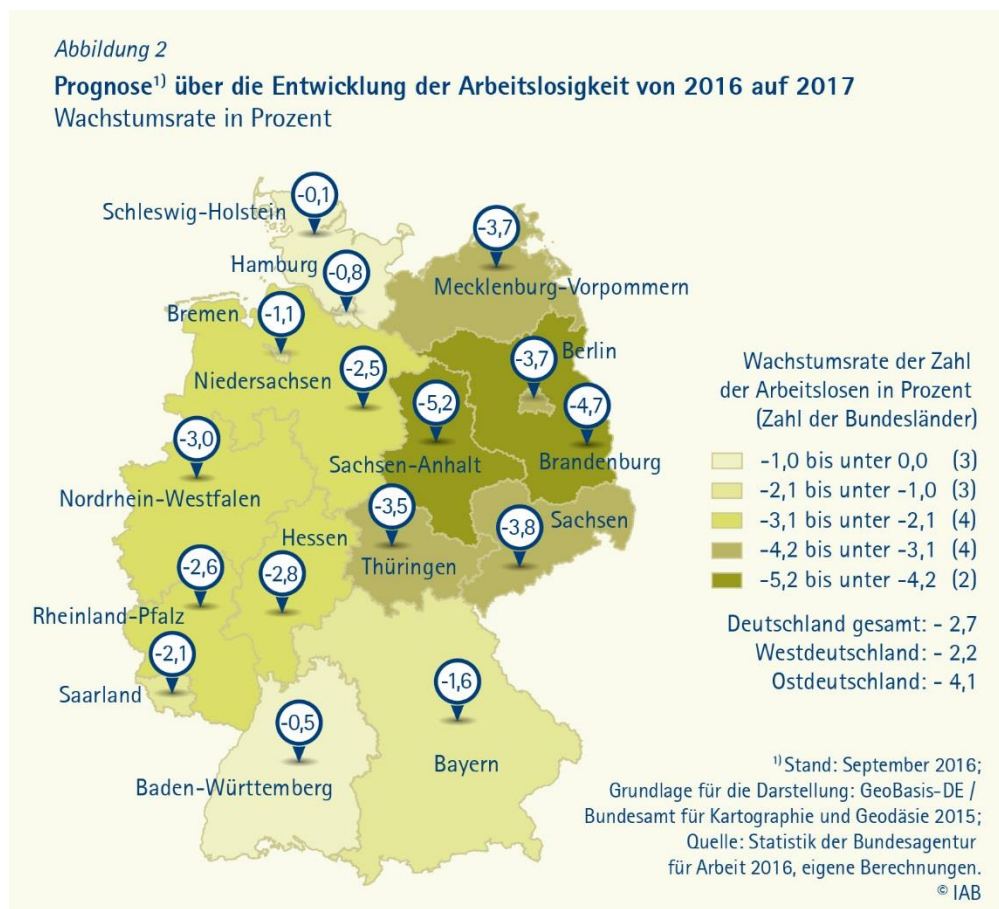 Abbildung 2
Prognose¹⁾ über die Entwicklung der Arbeitslosigkeit von 2016 auf 2017
Wachstumsrate in Prozent
-0,1
Schleswig-Holstein
-3,7
Hamburg
-0,8
Mecklenburg-Vorpommern
Bremen
-1,1
Berlin
-3,7
Niedersachsen
-2,5
-5,2
-4,7
-3,0
Sachsen-Anhalt
Brandenburg
Nordrhein-Westfalen
-3,5
Sachsen
-3,8
Hessen
Thüringen
-2,6
-2,8
Rheinland-Pfalz
-2,1
Saarland
-1,6
-0,5
Bayern
Baden-Württemberg
Wachstumsrate der Zahl
der Arbeitslosen in Prozent
(Zahl der Bundesländer)
-1,0 bis unter 0,0 (3)
-2,1 bis unter -1,0 (3)
-3,1 bis unter -2,1 (4)
-4,2 bis unter -3,1 (4)
-5,2 bis unter -4,2 (2)
Deutschland gesamt: - 2,7
Westdeutschland: - 2,2
Ostdeutschland: - 4,1
¹⁾ Stand: September 2016;
Grundlage für die Darstellung: GeoBasis-DE /
Bundesamt für Kartographie und Geodäsie 2015;
Quelle: Statistik der Bundesagentur
für Arbeit 2016, eigene Berechnungen.
© IAB